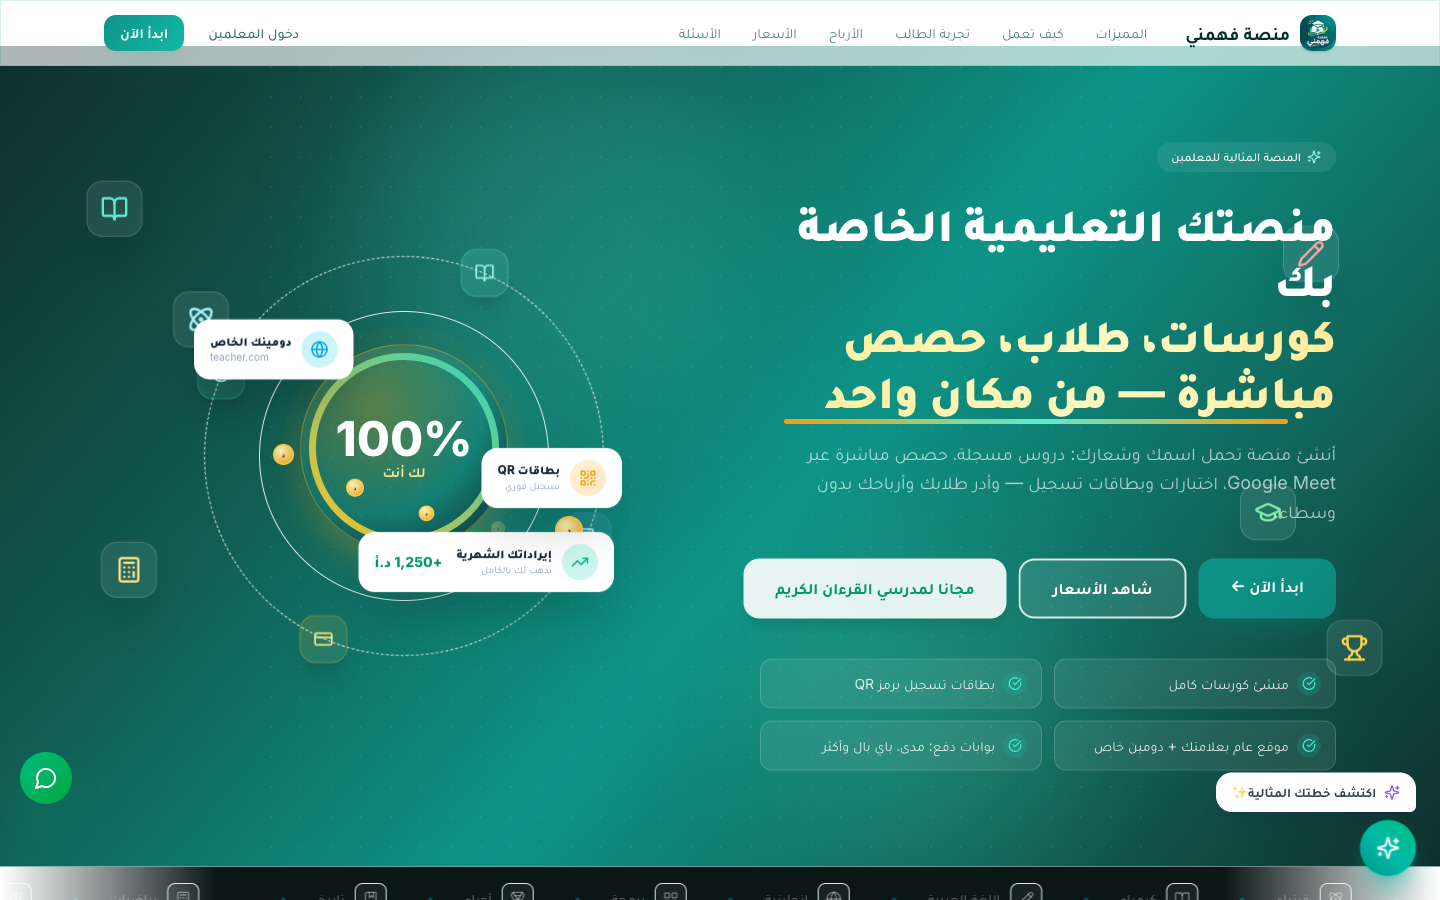 منصة فهمني
المميزات
كيف تعمل
تجربة الطالب
الأرباح
الأسعار
الأسئلة
دخول المعلمين
ابدأ الآن
المنصة المثالية للمعلمين
منصتك التعليمية الخاصة
بك
كورسات، طلاب، حصص
مباشرة — من مكان واحد
أنشئ منصة تحمل اسمك وشعارك: دروس مسجلة، حصص مباشرة عبر
Google Meet، اختبارات وبطاقات تسجيل — وأدر طلابك وأرباحك بدون
وسطاء
ابدأ الآن ←
شاهد الأسعار
مجانا لمدرسي القرءان الكريم
منشئ كورسات كامل
بطاقات تسجيل برمز QR
موقع عام بعلامتك + دومين خاص
بوابات دفع: مدى، باي بال وأكثر
دومينك الخاص
teacher.com
100%
لك أنت
بطاقات QR
تسجيل فوري
إيراداتك الشهرية
تذهب لك بالكامل
+1,250 د.أ
اكتشف خطتك المثالية✨